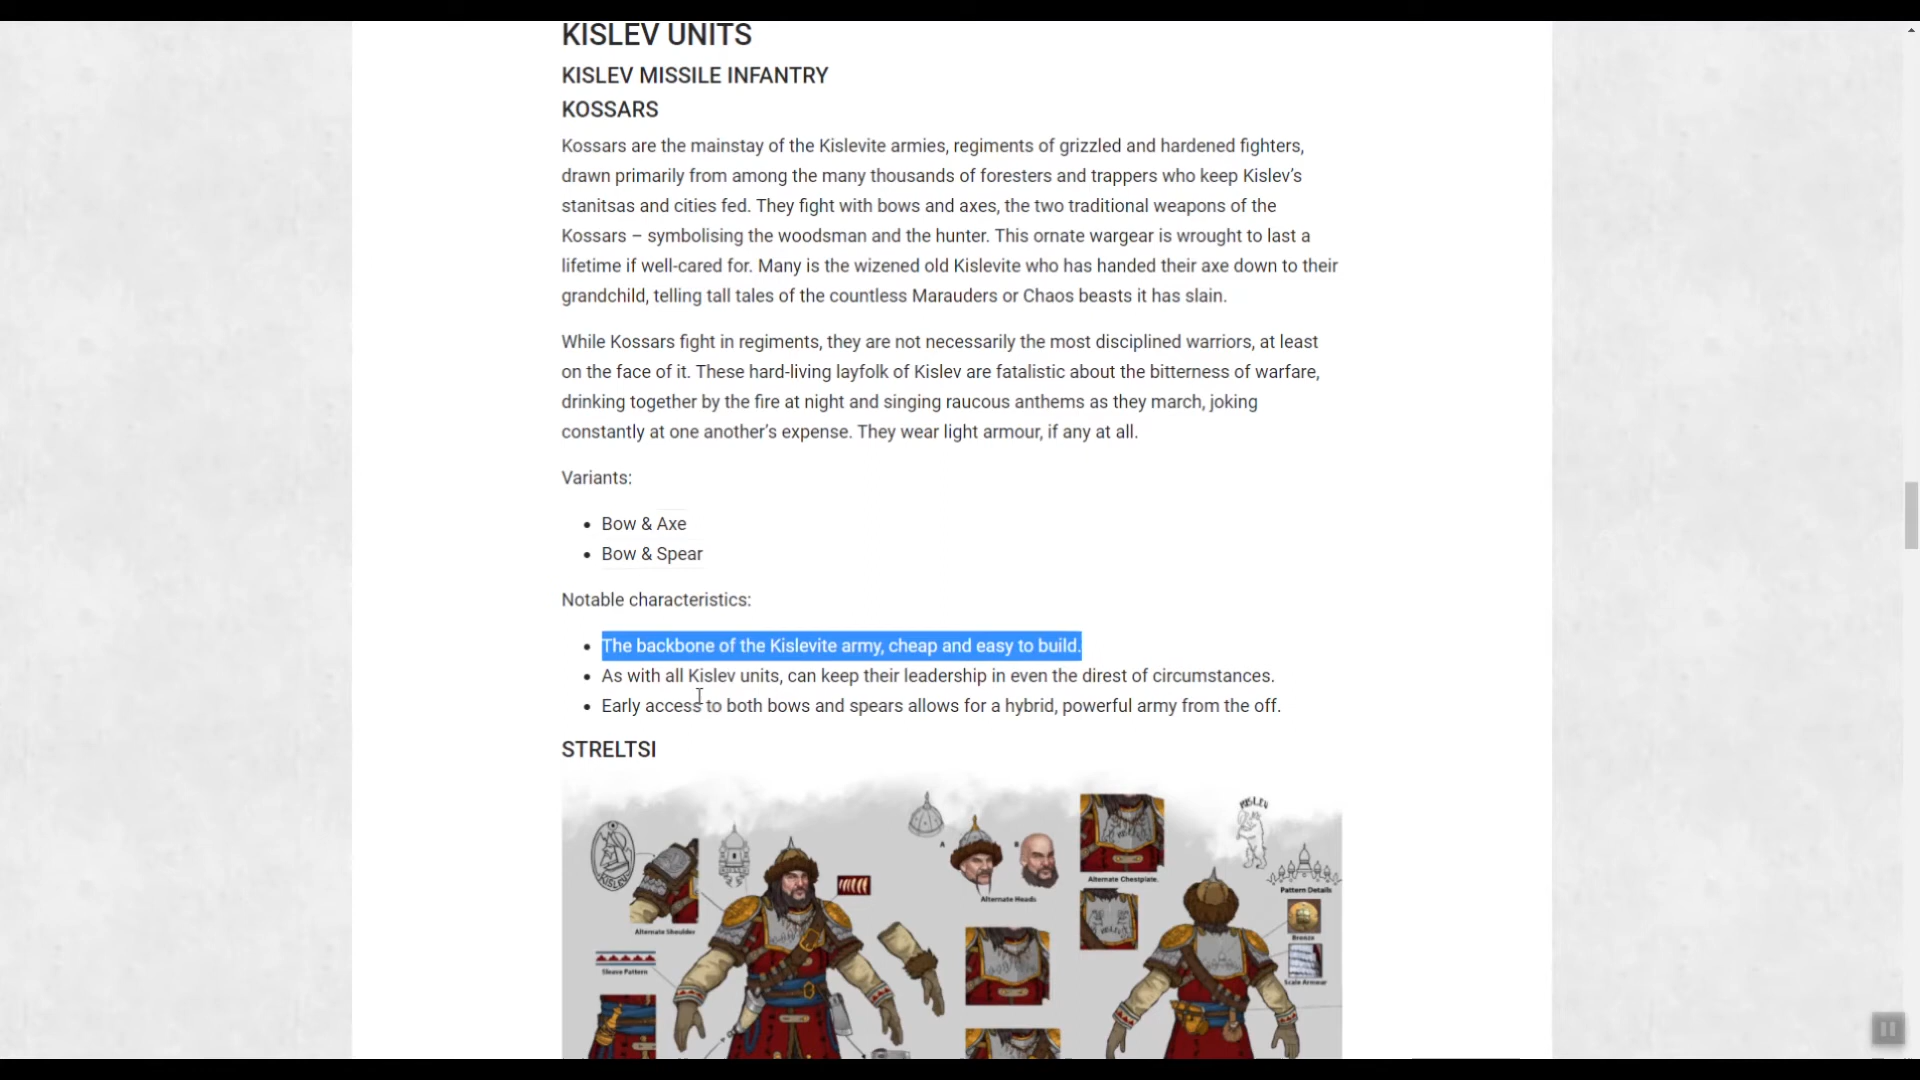 KISLEV UNITS
KISLEV MISSILE INFANTRY
KOSSARS
Kossars are the mainstay of the Kislevite armies, regiments of grizzled and hardened fighters,
drawn primarily from among the many thousands of foresters and trappers who keep Kislev’s
stanitsas and cities fed. They fight with bows and axes, the two traditional weapons of the
Kossars – symbolising the woodsman and the hunter. This ornate wargear is wrought to last a
lifetime if well-cared for. Many is the wizened old Kislevite who has handed their axe down to their
grandchild, telling tall tales of the countless Marauders or Chaos beasts it has slain.
While Kossars fight in regiments, they are not necessarily the most disciplined warriors, at least
on the face of it. These hard-living layfolk of Kislev are fatalistic about the bitterness of warfare,
drinking together by the fire at night and singing raucous anthems as they march, joking
constantly at one another’s expense. They wear light armour, if any at all.
Variants:
• Bow & Axe
• Bow & Spear
Notable characteristics:
• The backbone of the Kislevite army, cheap and easy to build.
• As with all Kislev units, can keep their leadership in even the direst of circumstances.
• Early access to both bows and spears allows for a hybrid, powerful army from the off.
STRELTSI
KISLEV
A
B
Alternate Chestplate.
Pattern Details
Alternate Heads
KISLEV
Alternate Shoulder
Bronze
Sleeve Pattern
Scale Armour